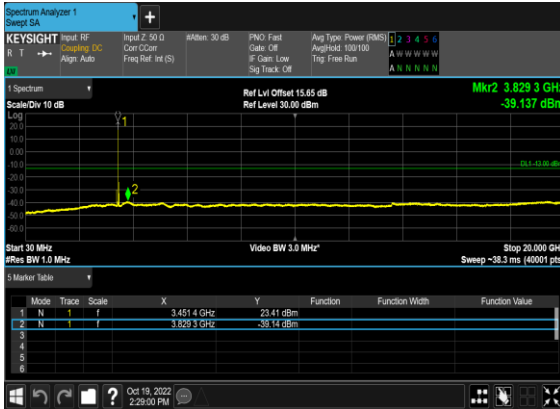 Spectrum Analyzer 1
Swept SA
+
KEYSIGHT Input: RF Input Z: 50 Ω #Atten: 30 dB PNO: Fast Avg Type: Power (RMS) 1 2 3 4 5 6
R T Coupling: DC Corr CCorr Gate: Off Avg|Hold: 100/100 A W W W W W
Align: Auto Freq Ref: Int (S) IF Gain: Low Trig: Free Run
Sig Track: Off A N N N N N
1 Spectrum Ref Lvl Offset 15.65 dB Mkr2 3.829 3 GHz
Scale/Div 10 dB Ref Level 30.00 dBm -39.137 dBm
Log
1
20.0
10.0
0.00
-10.0
DL1 -13.00 dBm
-20.0
-30.0
2
-40.0
-50.0
-60.0
Start 30 MHz Video BW 3.0 MHz* Stop 20.000 GHz
#Res BW 1.0 MHz Sweep ~38.3 ms (40001 pts)
5 Marker Table
Mode Trace Scale X Y Function Function Width Function Value
1 N 1 f 3.451 4 GHz 23.41 dBm
2 N 1 f 3.829 3 GHz -39.14 dBm
3
4
5
6
? Oct 19, 2022
2:29:00 PM